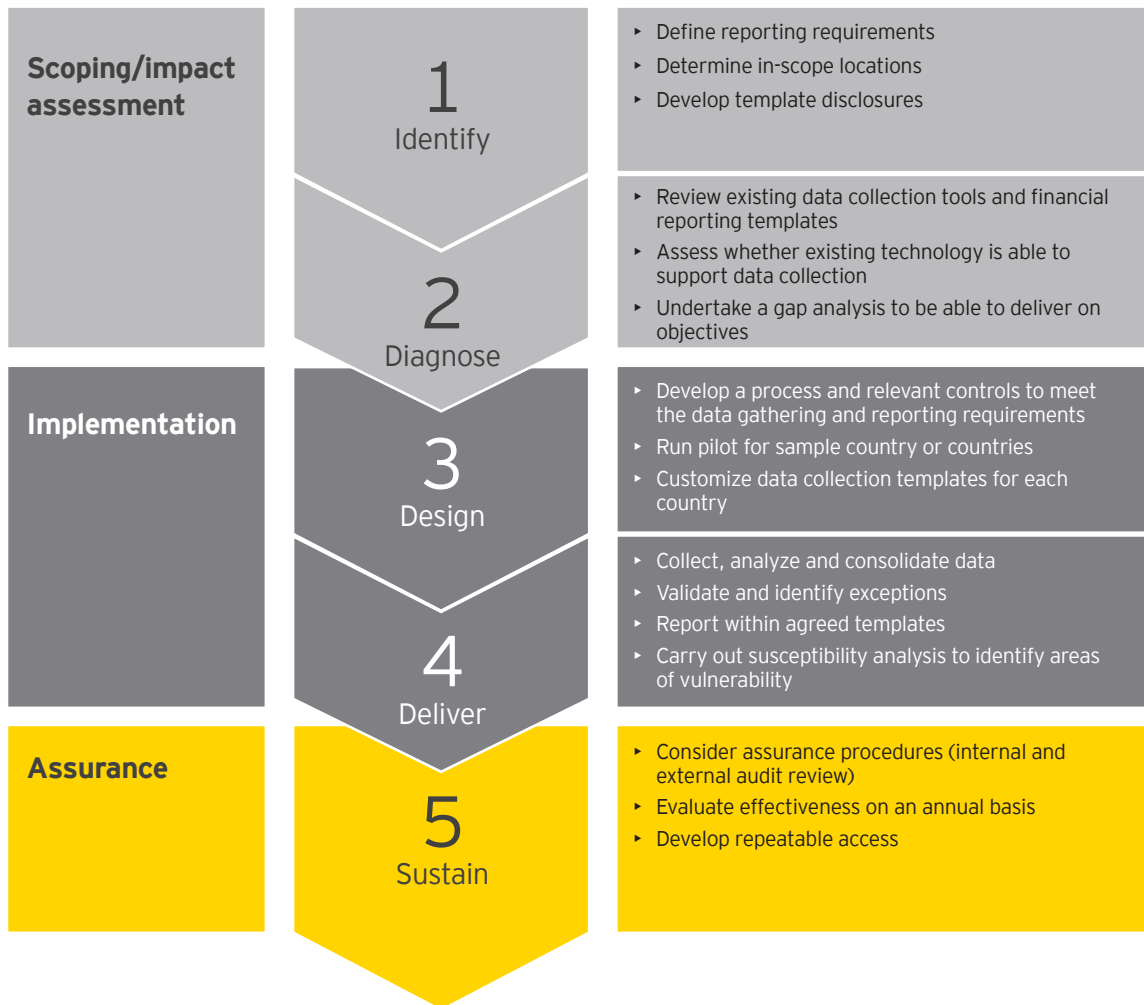 Scoping/impact
assessment
1
Identify
▸ Define reporting requirements
▸ Determine in-scope locations
▸ Develop template disclosures
2
Diagnose
▸ Review existing data collection tools and financial
reporting templates
▸ Assess whether existing technology is able to
support data collection
▸ Undertake a gap analysis to be able to deliver on
objectives
Implementation
3
Design
▸ Develop a process and relevant controls to meet
the data gathering and reporting requirements
▸ Run pilot for sample country or countries
▸ Customize data collection templates for each
country
4
Deliver
▸ Collect, analyze and consolidate data
▸ Validate and identify exceptions
▸ Report within agreed templates
▸ Carry out susceptibility analysis to identify areas
of vulnerability
Assurance
5
Sustain
▸ Consider assurance procedures (internal and
external audit review)
▸ Evaluate effectiveness on an annual basis
▸ Develop repeatable access